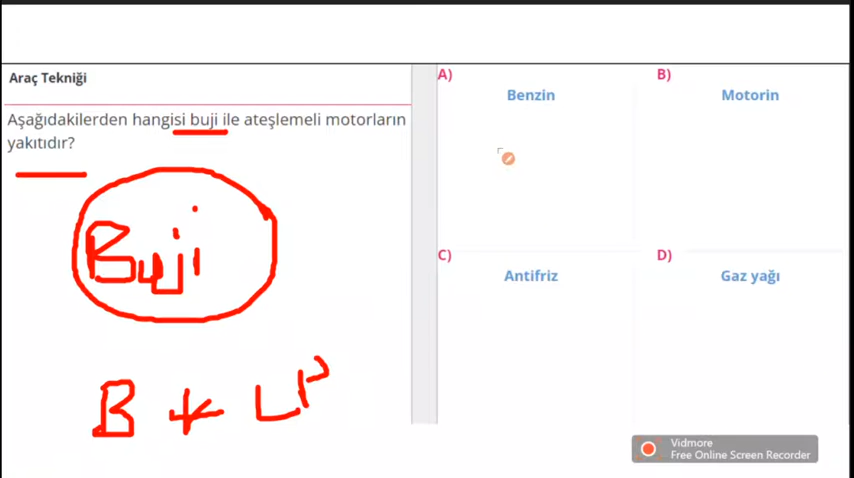 Araç Tekniği
Aşağıdakilerden hangisi buji ile ateşlemeli motorların
yakıtıdır?
Buji
B + LP
A)
Benzin
B)
Motorin
C)
Antifriz
D)
Gaz yağı
Vidmore
Free Online Screen Recorder